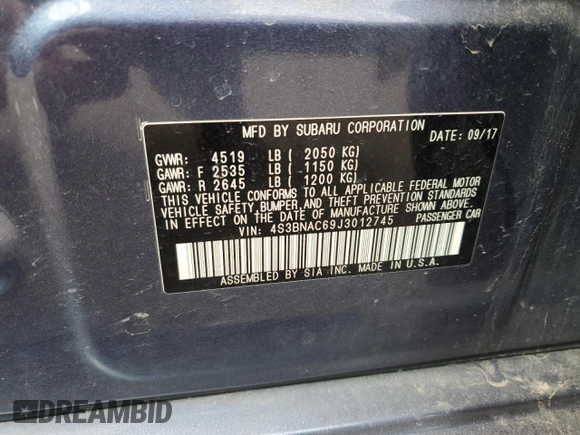 MFD BY SUBARU CORPORATION
DATE: 09/17
GVWR: 4519 LB ( 2050 KG)
GAWR: F 2535 LB ( 1150 KG)
GAWR: R 2645 LB ( 1200 KG)
THIS VEHICLE CONFORMS TO ALL APPLICABLE FEDERAL MOTOR
VEHICLE SAFETY, BUMPER, AND THEFT PREVENTION STANDARDS
IN EFFECT ON THE DATE OF MANUFACTURE SHOWN ABOVE.
VIN: 4S3BNAC69J3012745 PASSENGER CAR
ASSEMBLED BY SIA INC. MADE IN U.S.A.
DREAMBID